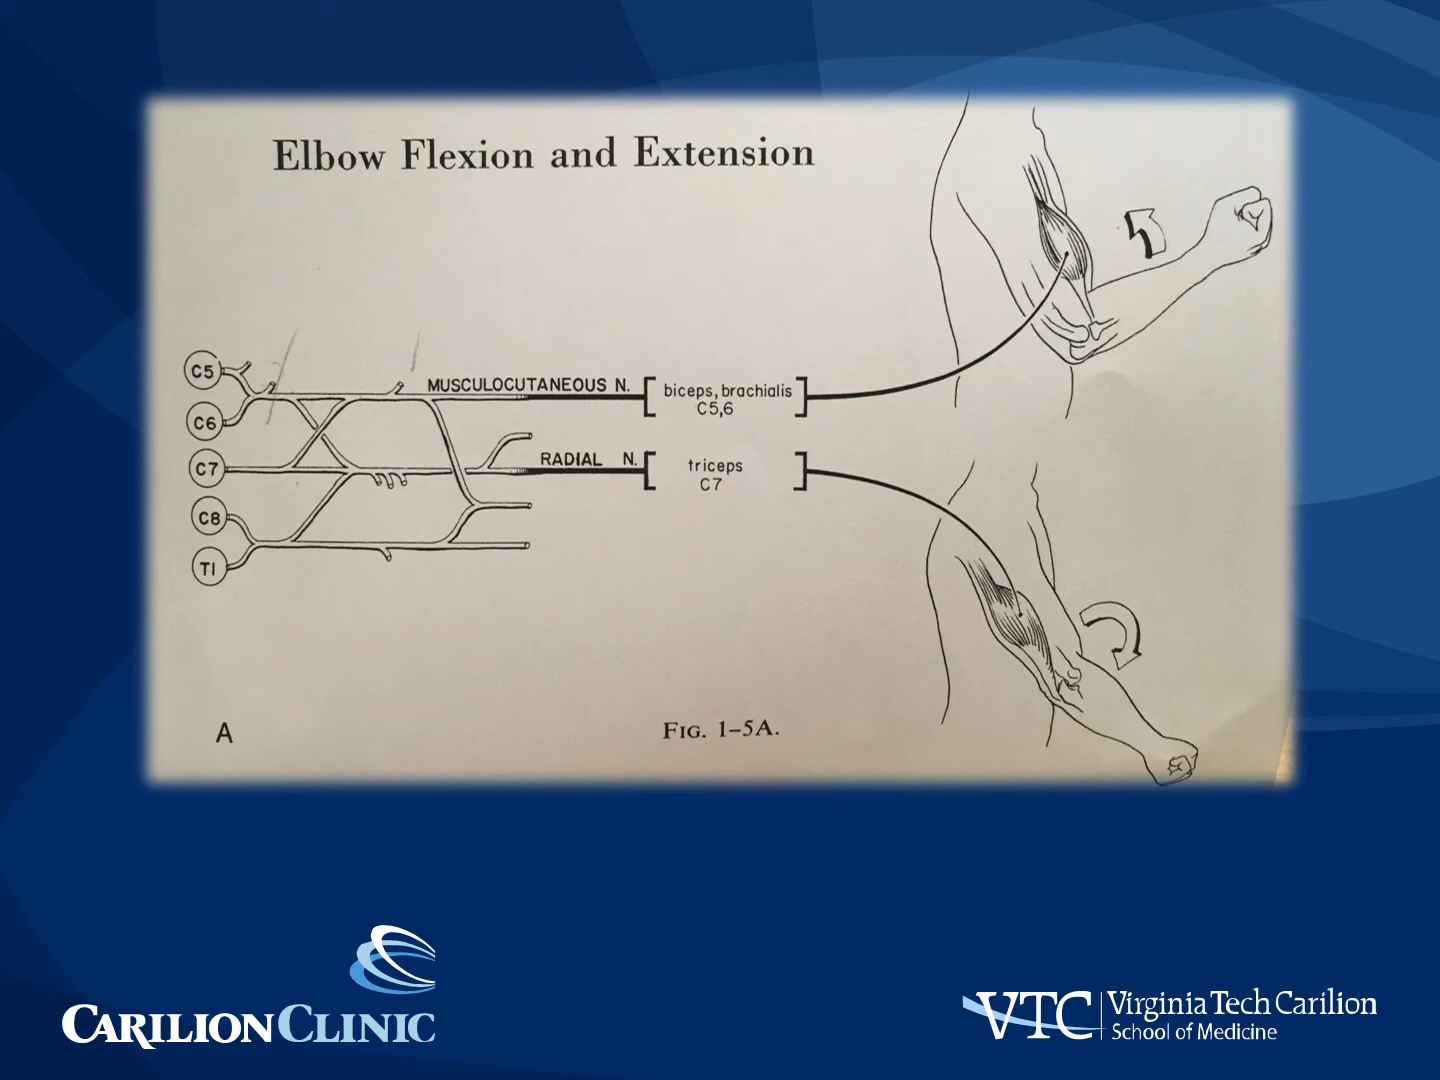 Elbow Flexion and Extension
C5
C6
C7
C8
T1
MUSCULOCUTANEOUS N.
biceps, brachialis
C5,6
RADIAL N.
triceps
C7
A
FIG. 1–5A.
CARILION CLINIC
VTC
Virginia Tech Carilion
School of Medicine